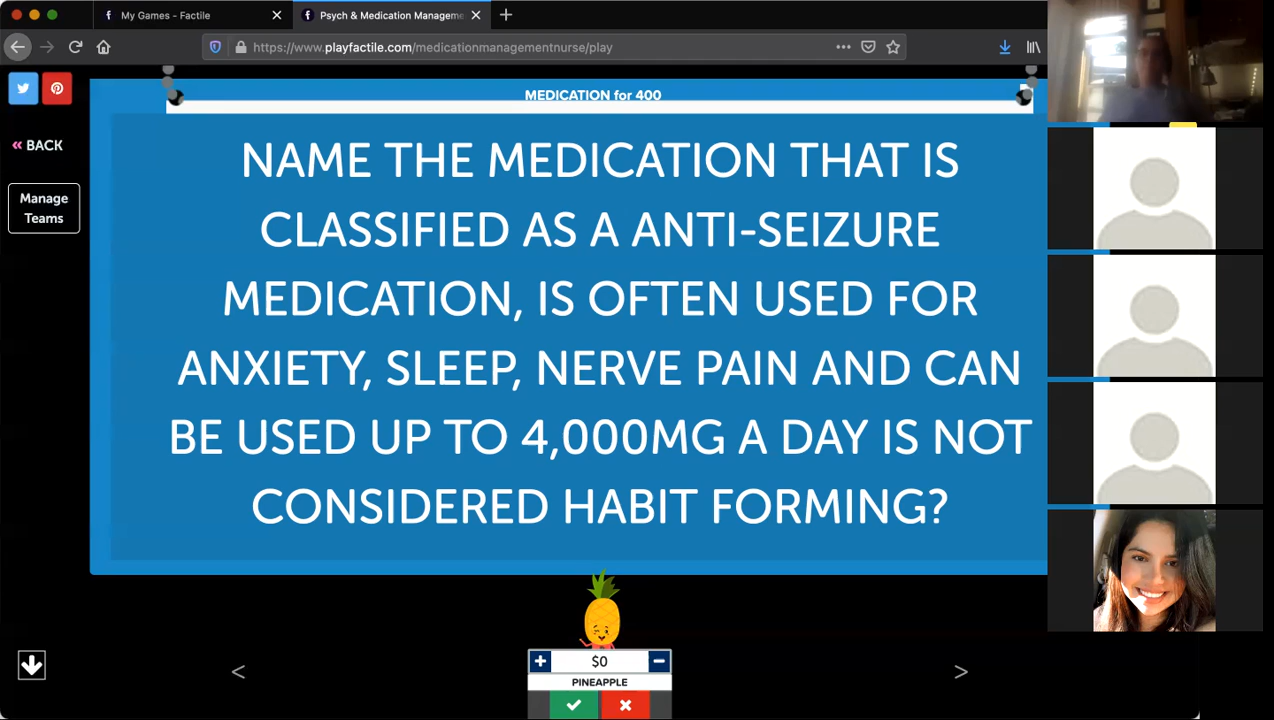 My Games - Factile
Psych & Medication Manageme
https://www.playfactile.com/medicationmanagementnurse/play
MEDICATION for 400
BACK
Manage
Teams
NAME THE MEDICATION THAT IS
CLASSIFIED AS A ANTI-SEIZURE
MEDICATION, IS OFTEN USED FOR
ANXIETY, SLEEP, NERVE PAIN AND CAN
BE USED UP TO 4,000MG A DAY IS NOT
CONSIDERED HABIT FORMING?
$0
PINEAPPLE